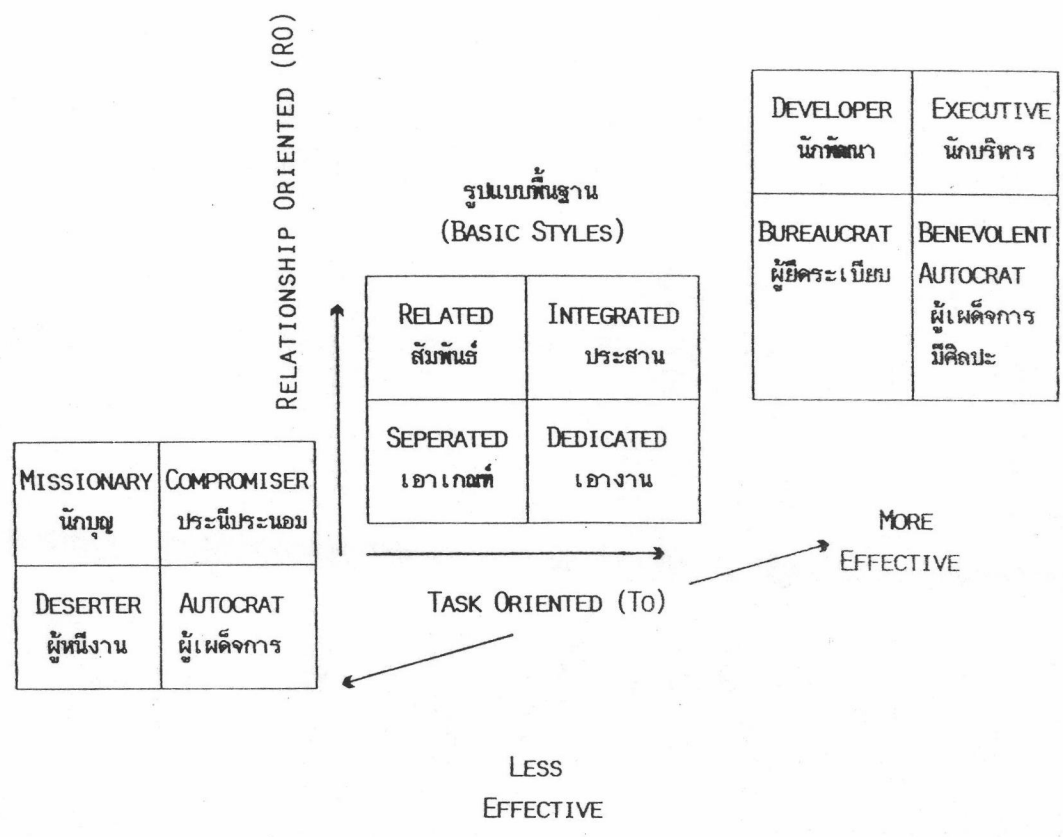 RELATIONSHIP ORIENTED (RO)
รูปแบบพื้นฐาน
(BASIC STYLES)
RELATED
สัมพันธ์
INTEGRATED
ประสาน
SEPERATED
เอาเกณฑ์
DEDICATED
เอางาน
DEVELOPER
นักพัฒนา
EXECUTIVE
นักบริหาร
BUREAUCRAT
ผู้ยึดระเบียบ
BENEVOLENT
AUTOCRAT
ผู้เผด็จการ
มีศิลปะ
MISSIONARY
นักบุญ
COMPROMISER
ประนีประนอม
DESERTER
ผู้หนีงาน
AUTOCRAT
ผู้เผด็จการ
TASK ORIENTED (TO)
MORE
EFFECTIVE
LESS
EFFECTIVE